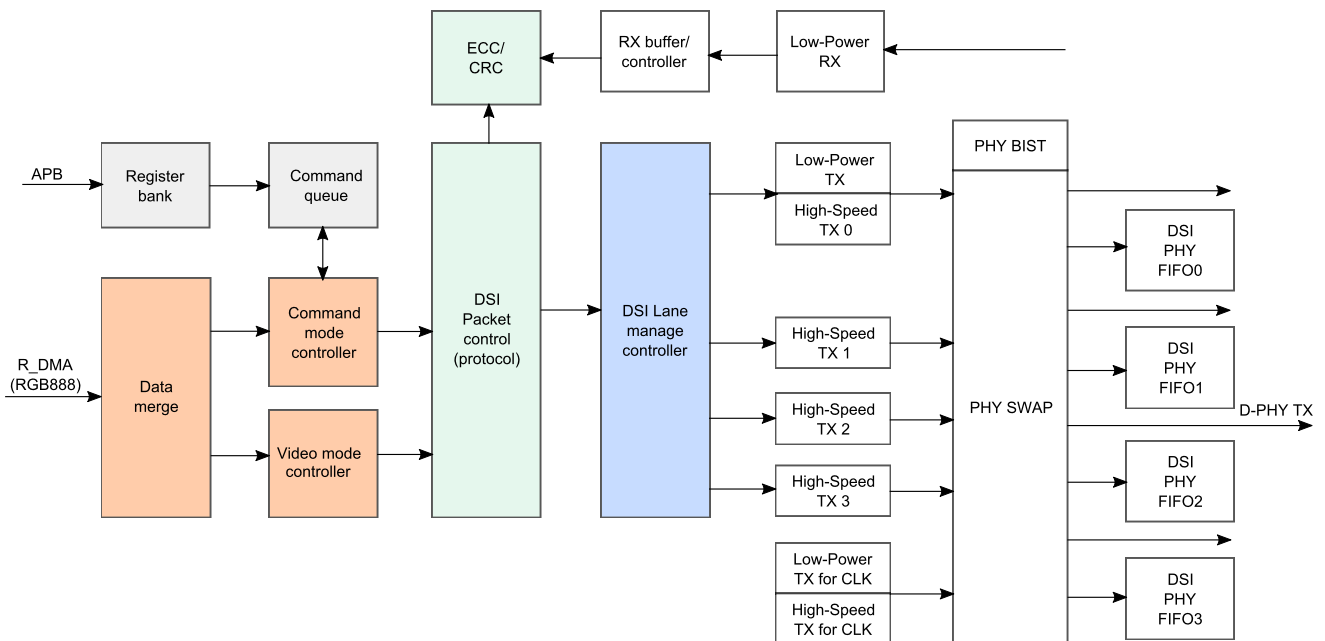 ECC/
CRC
RX buffer/
controller
Low-Power
RX
PHY BIST
APB
Register
bank
Command
queue
Low-Power
TX
High-Speed
TX 0
DSI
PHY
FIFO0
DSI
Packet
control
(protocol)
DSI Lane
manage
controller
Command
mode
controller
High-Speed
TX 1
DSI
PHY
FIFO1
R_DMA
(RGB888)
Data
merge
PHY SWAP
D-PHY TX
High-Speed
TX 2
Video mode
controller
High-Speed
TX 3
DSI
PHY
FIFO2
Low-Power
TX for CLK
High-Speed
TX for CLK
DSI
PHY
FIFO3